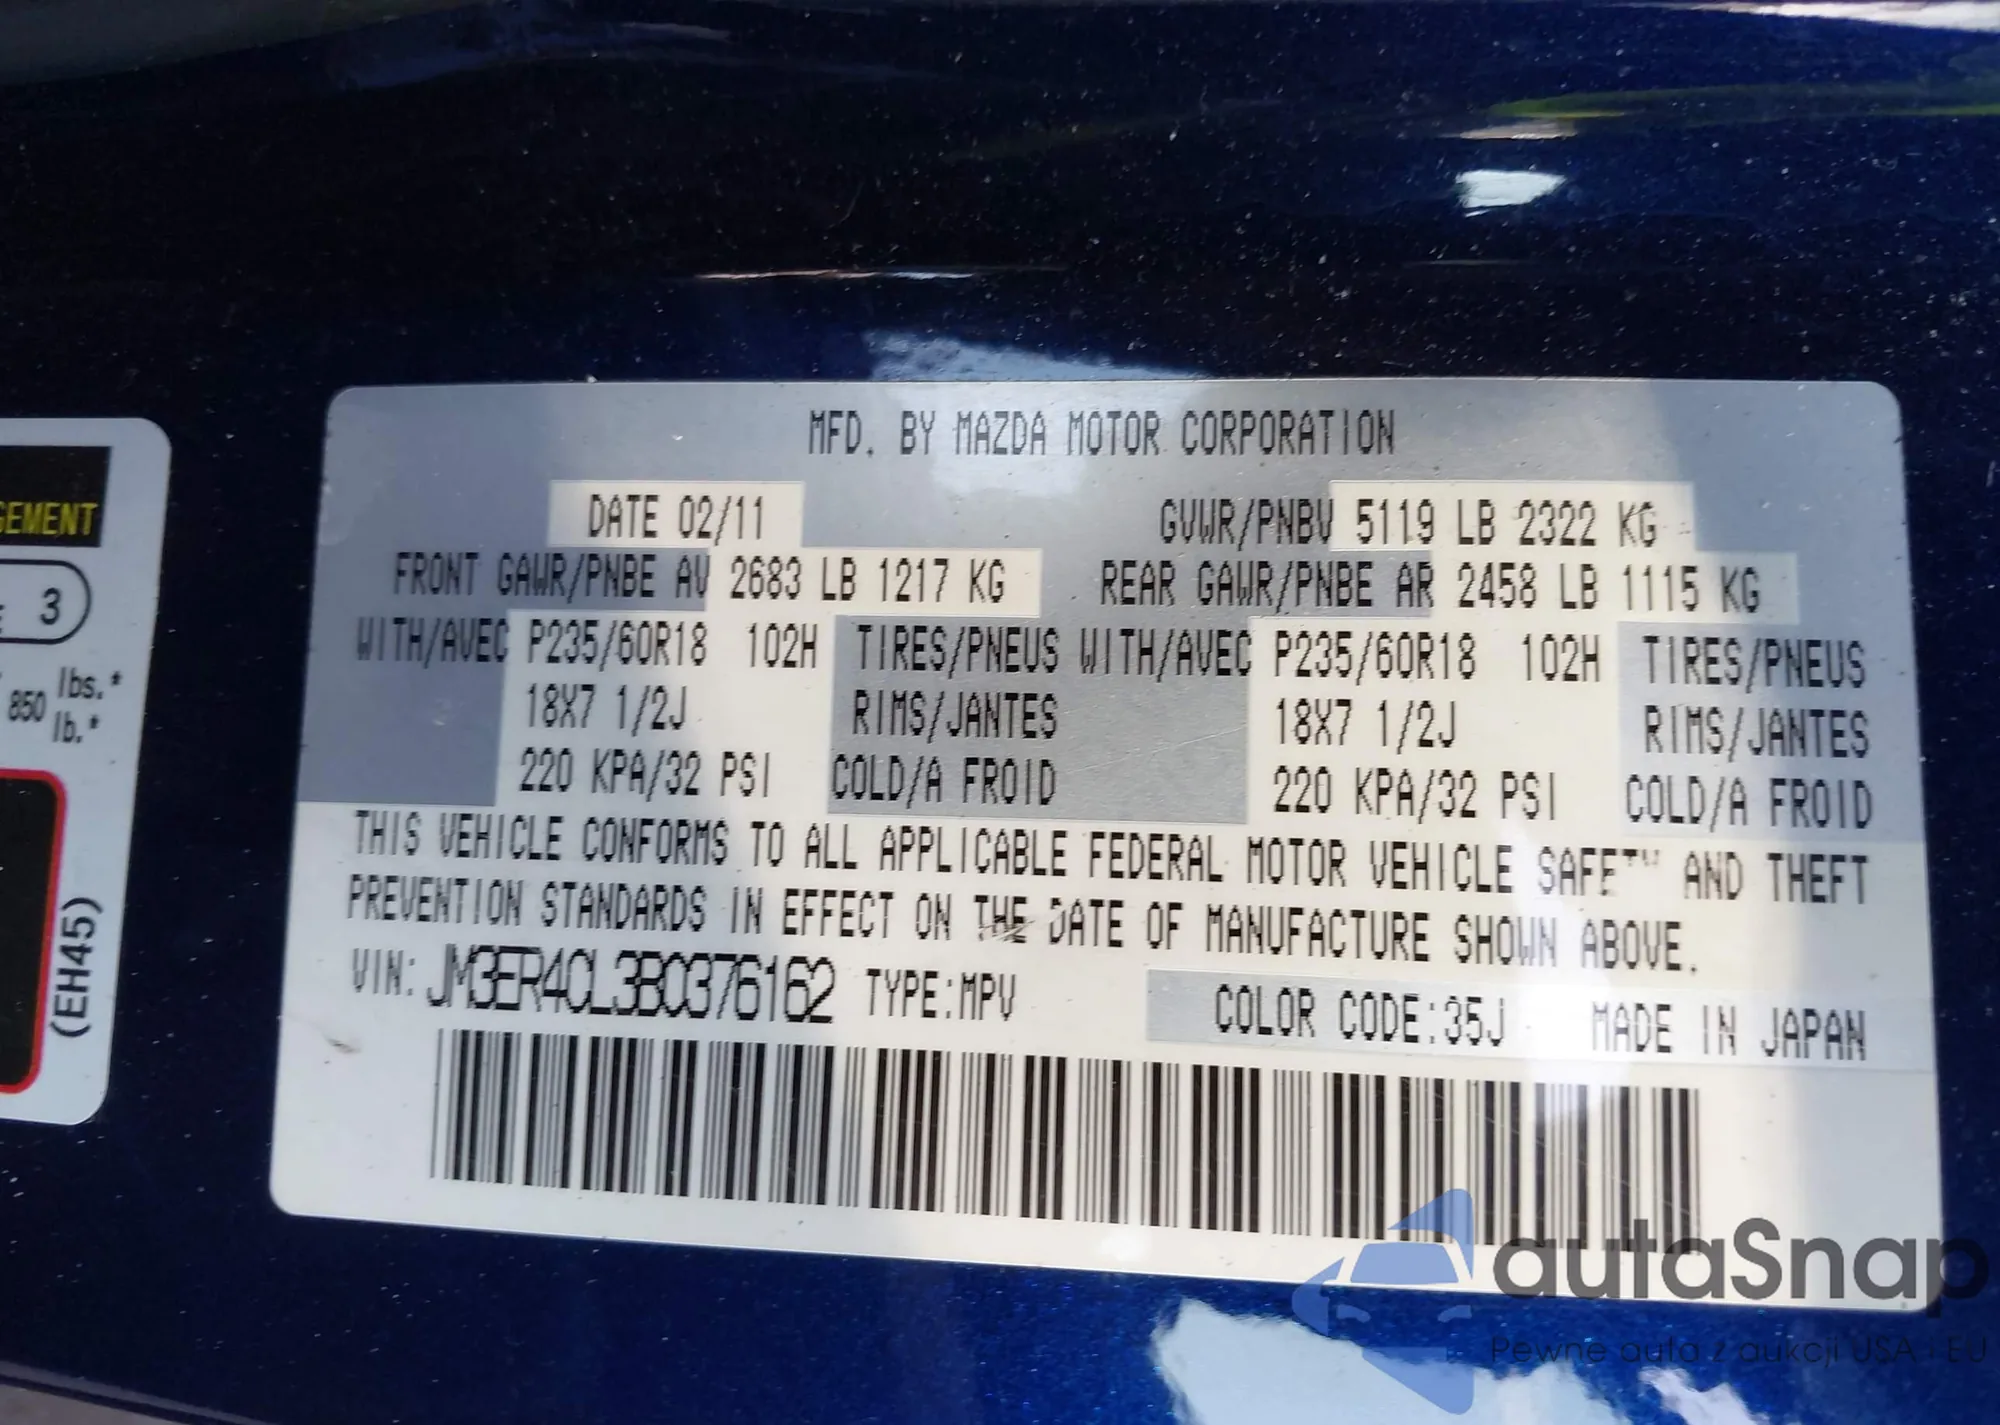 MFD. BY MAZDA MOTOR CORPORATION
DATE 02/11 GVWR/PNBV 5119 LB 2322 KG
FRONT GAWR/PNBE AV 2683 LB 1217 KG REAR GAWR/PNBE AR 2458 LB 1115 KG
WITH/AVEC P235/60R18 102H TIRES/PNEUS WITH/AVEC P235/60R18 102H TIRES/PNEUS
18X7 1/2J RIMS/JANTES 18X7 1/2J RIMS/JANTES
220 KPA/32 PSI COLD/A FROID 220 KPA/32 PSI COLD/A FROID
THIS VEHICLE CONFORMS TO ALL APPLICABLE FEDERAL MOTOR VEHICLE SAFETY AND THEFT
PREVENTION STANDARDS IN EFFECT ON THE DATE OF MANUFACTURE SHOWN ABOVE.
VIN: JM3ER4CL3B0376162 TYPE:MPV COLOR CODE:35J MADE IN JAPAN
3
850 lbs.*
lb.*
(EH45)
autaSnap
Pewne auta z aukcji USA i EU